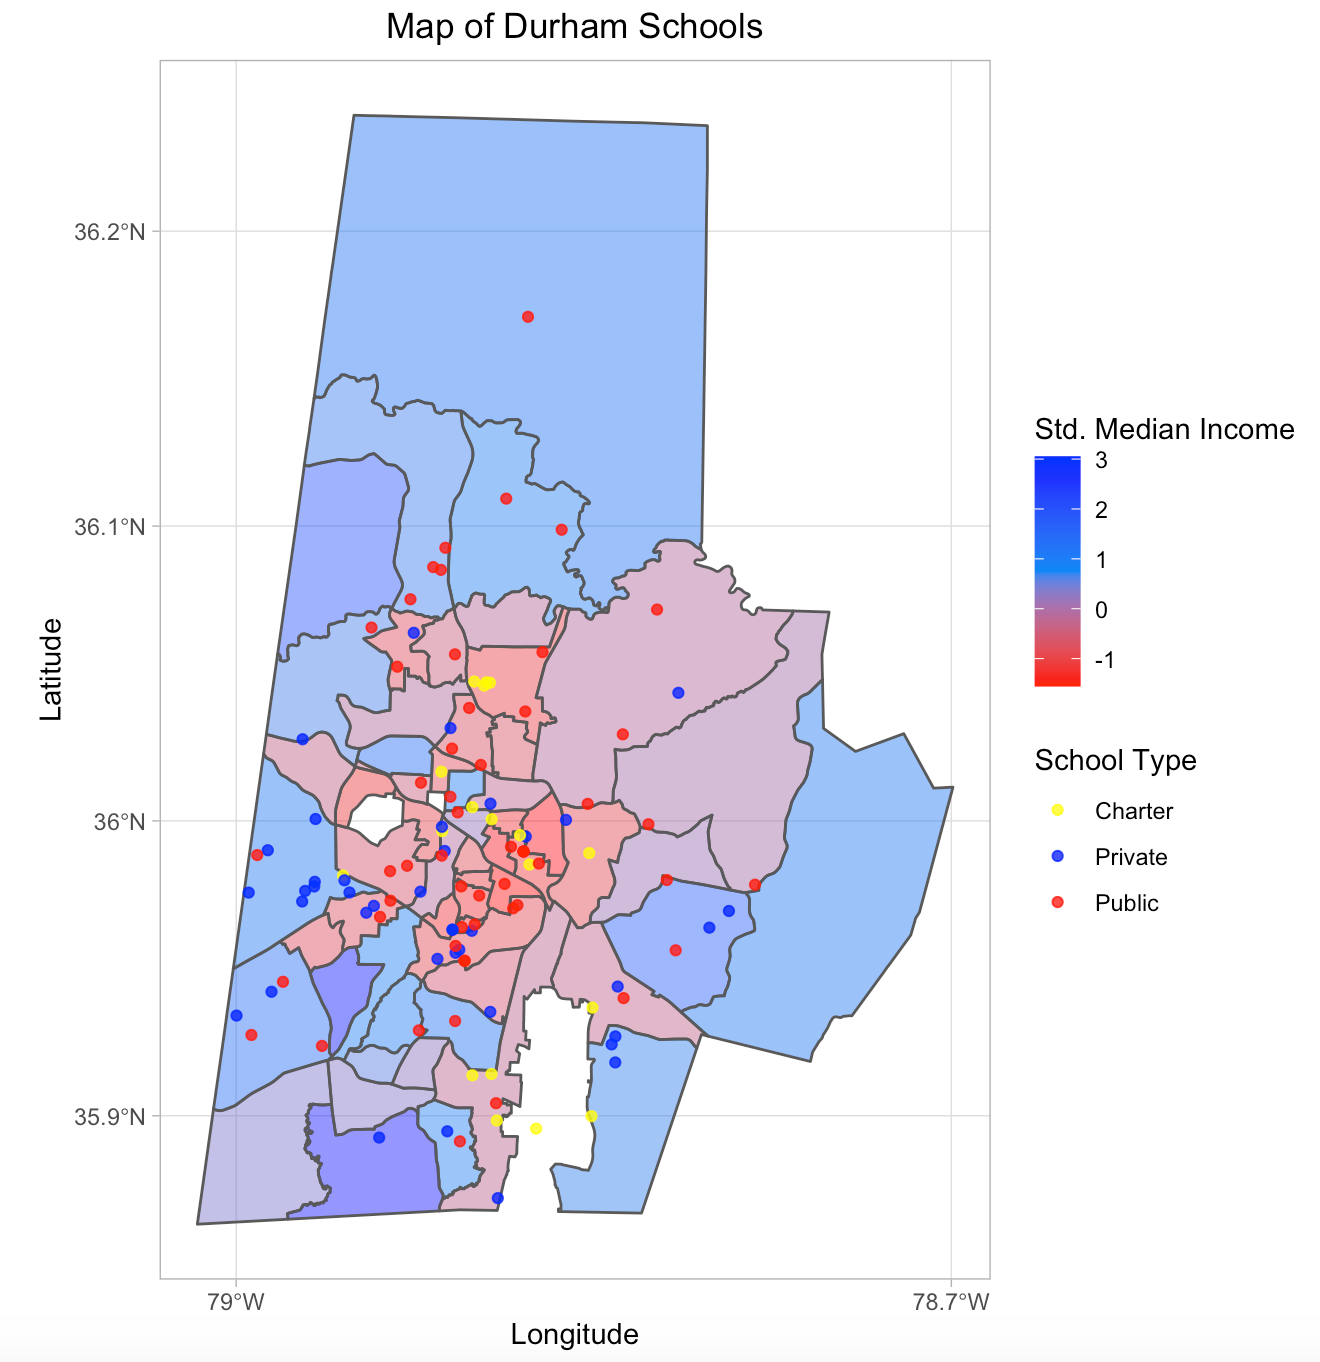 Map of Durham Schools
36.2°N
36.1°N
36°N
35.9°N
Latitude
79°W
78.7°W
Longitude
Std. Median Income
3
2
1
0
-1
School Type
Charter
Private
Public